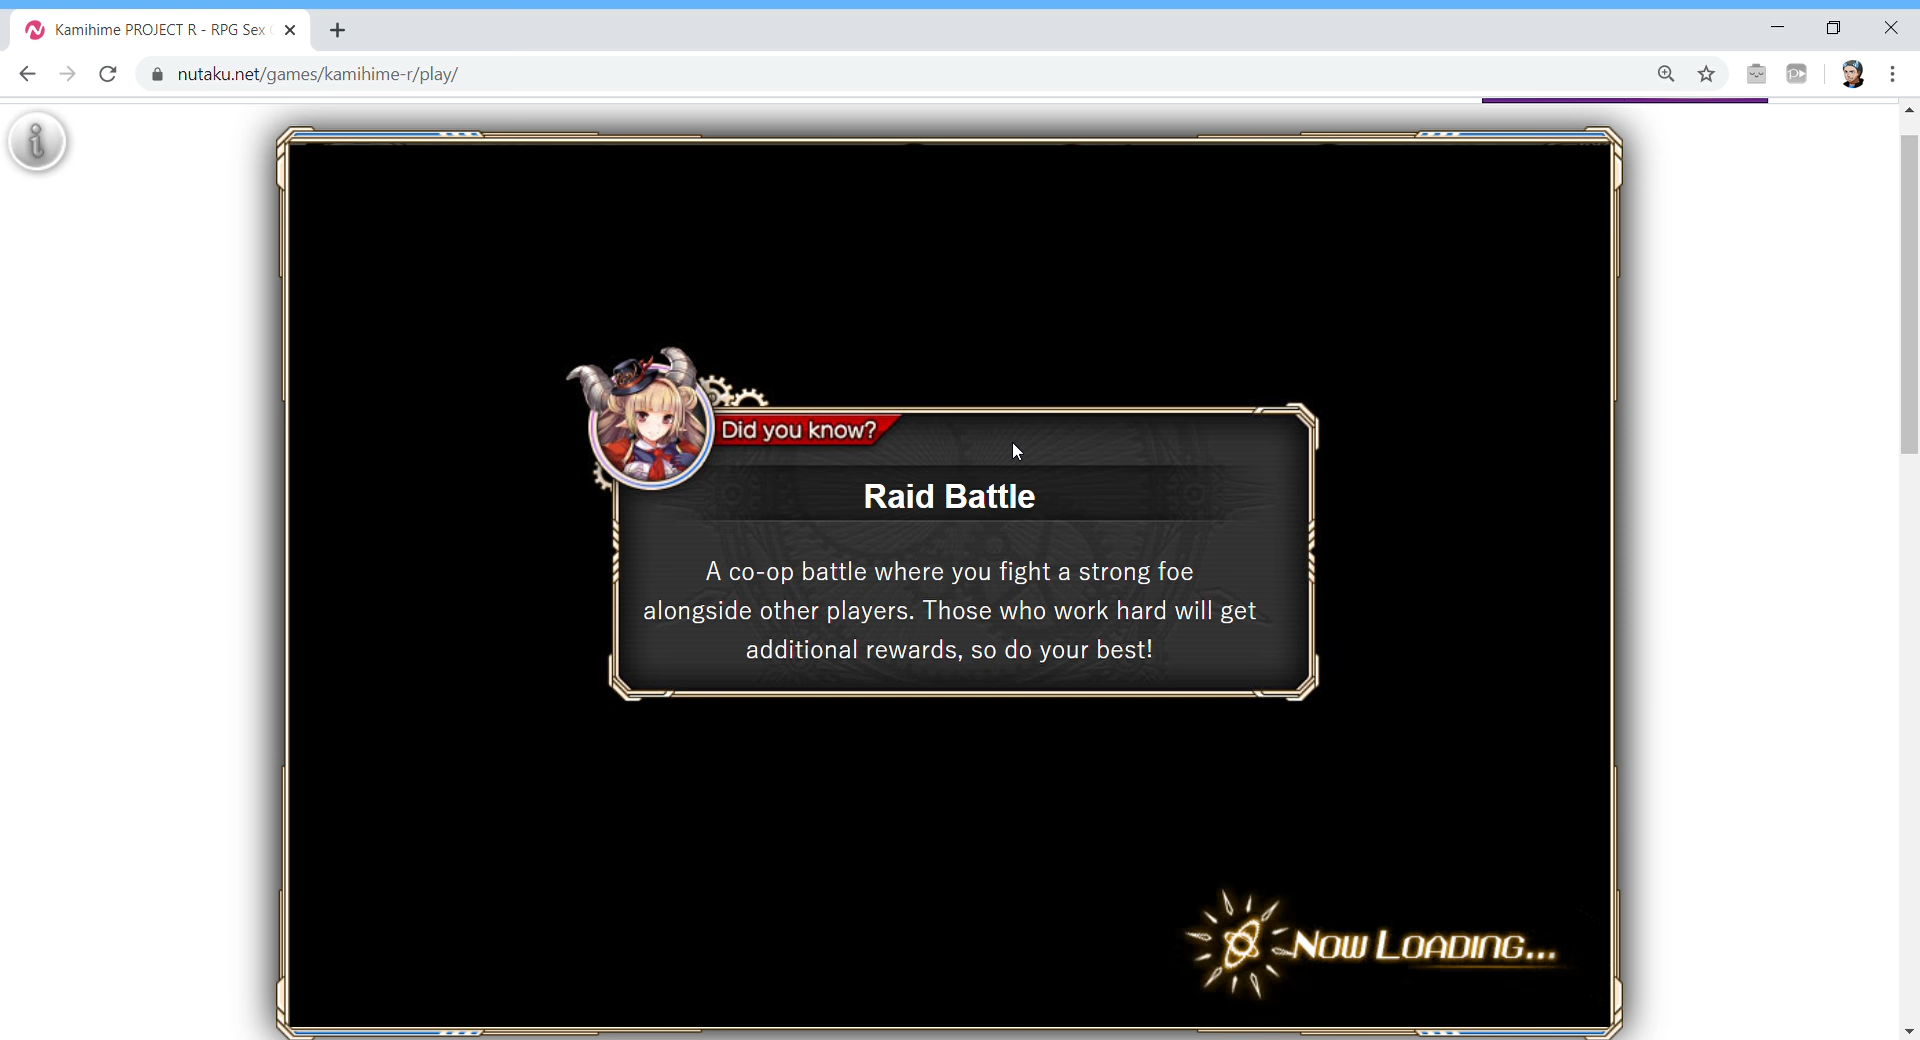 Kamihime PROJECT R - RPG Sex
nutaku.net/games/kamihime-r/play/
Did you know?
Raid Battle
A co-op battle where you fight a strong foe
alongside other players. Those who work hard will get
additional rewards, so do your best!
Now Loading...